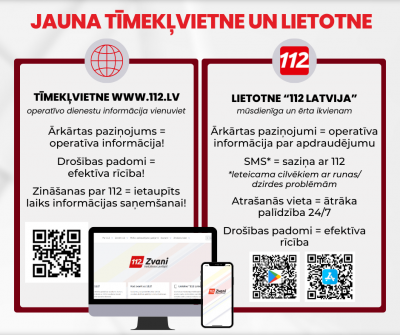 JAUNA TĪMEKĻVIETNE UN LIETOTNE
TĪMEKĻVIETNE WWW.112.LV
operatīvo dienestu informācija vienuviet
Ārkārtas paziņojums =
operatīva informācija!
Drošības padomi =
efektīva rīcība!
Zināšanas par 112 = ietaupīts
laiks informācijas saņemšanai!
112 Zvani
112
LIETOTNE “112 LATVIJA”
mūsdienīga un ērta ikvienam
Ārkārtas paziņojumi = operatīva
informācija par apdraudējumu
SMS* = saziņa ar 112
*Ieteicama cilvēkiem ar runas/
dzirdes problēmām
Atrašanās vieta = ātrāka
palīdzība 24/7
Drošības padomi = efektīva
rīcība
112 Zvani